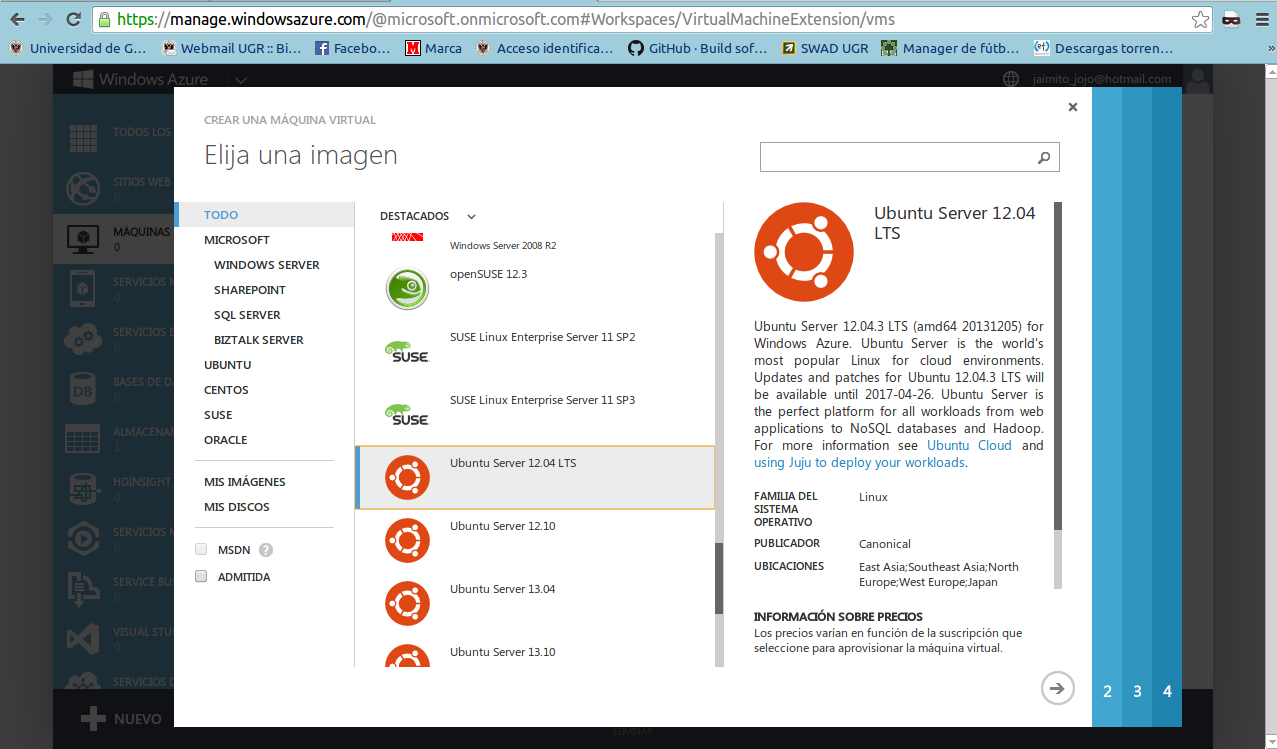 https://manage.windowsazure.com/@microsoft.onmicrosoft.com#Workspaces/VirtualMachineExtension/vms
Universidad de G... Webmail UGR :: Bi... Facebo... Marca Acceso identifica... GitHub · Build sof... SWAD UGR Manager de fútb... Descargas torren... »
Windows Azure jaimito_jojo@hotmail.com
TODOS LOS
SITIOS WEB
0
MÁQUINAS
0
SERVICIOS M
0
SERVICIOS E
0
BASES DE DA
0
ALMACENAM
1
HDINSIGHT
0
SERVICIOS M
0
SERVICE BUS
0
VISUAL STU
0
SERVICIOS D
NUEVO
ELIMINAR
CREAR UNA MÁQUINA VIRTUAL
Elija una imagen
TODO
MICROSOFT
WINDOWS SERVER
SHAREPOINT
SQL SERVER
BIZTALK SERVER
UBUNTU
CENTOS
SUSE
ORACLE
MIS IMÁGENES
MIS DISCOS
MSDN ?
ADMITIDA
DESTACADOS
Windows Server 2008 R2
openSUSE 12.3
SUSE Linux Enterprise Server 11 SP2
SUSE
SUSE Linux Enterprise Server 11 SP3
SUSE
Ubuntu Server 12.04 LTS
Ubuntu Server 12.10
Ubuntu Server 13.04
Ubuntu Server 13.10
Ubuntu Server 12.04
LTS
Ubuntu Server 12.04.3 LTS (amd64 20131205) for
Windows Azure. Ubuntu Server is the world's
most popular Linux for cloud environments.
Updates and patches for Ubuntu 12.04.3 LTS will
be available until 2017-04-26. Ubuntu Server is
the perfect platform for all workloads from web
applications to NoSQL databases and Hadoop.
For more information see Ubuntu Cloud and
using Juju to deploy your workloads.
FAMILIA DEL Linux
SISTEMA
OPERATIVO
PUBLICADOR Canonical
UBICACIONES East Asia;Southeast Asia;North
Europe;West Europe;Japan
INFORMACIÓN SOBRE PRECIOS
Los precios varían en función de la suscripción que
seleccione para aprovisionar la máquina virtual.
2 3 4